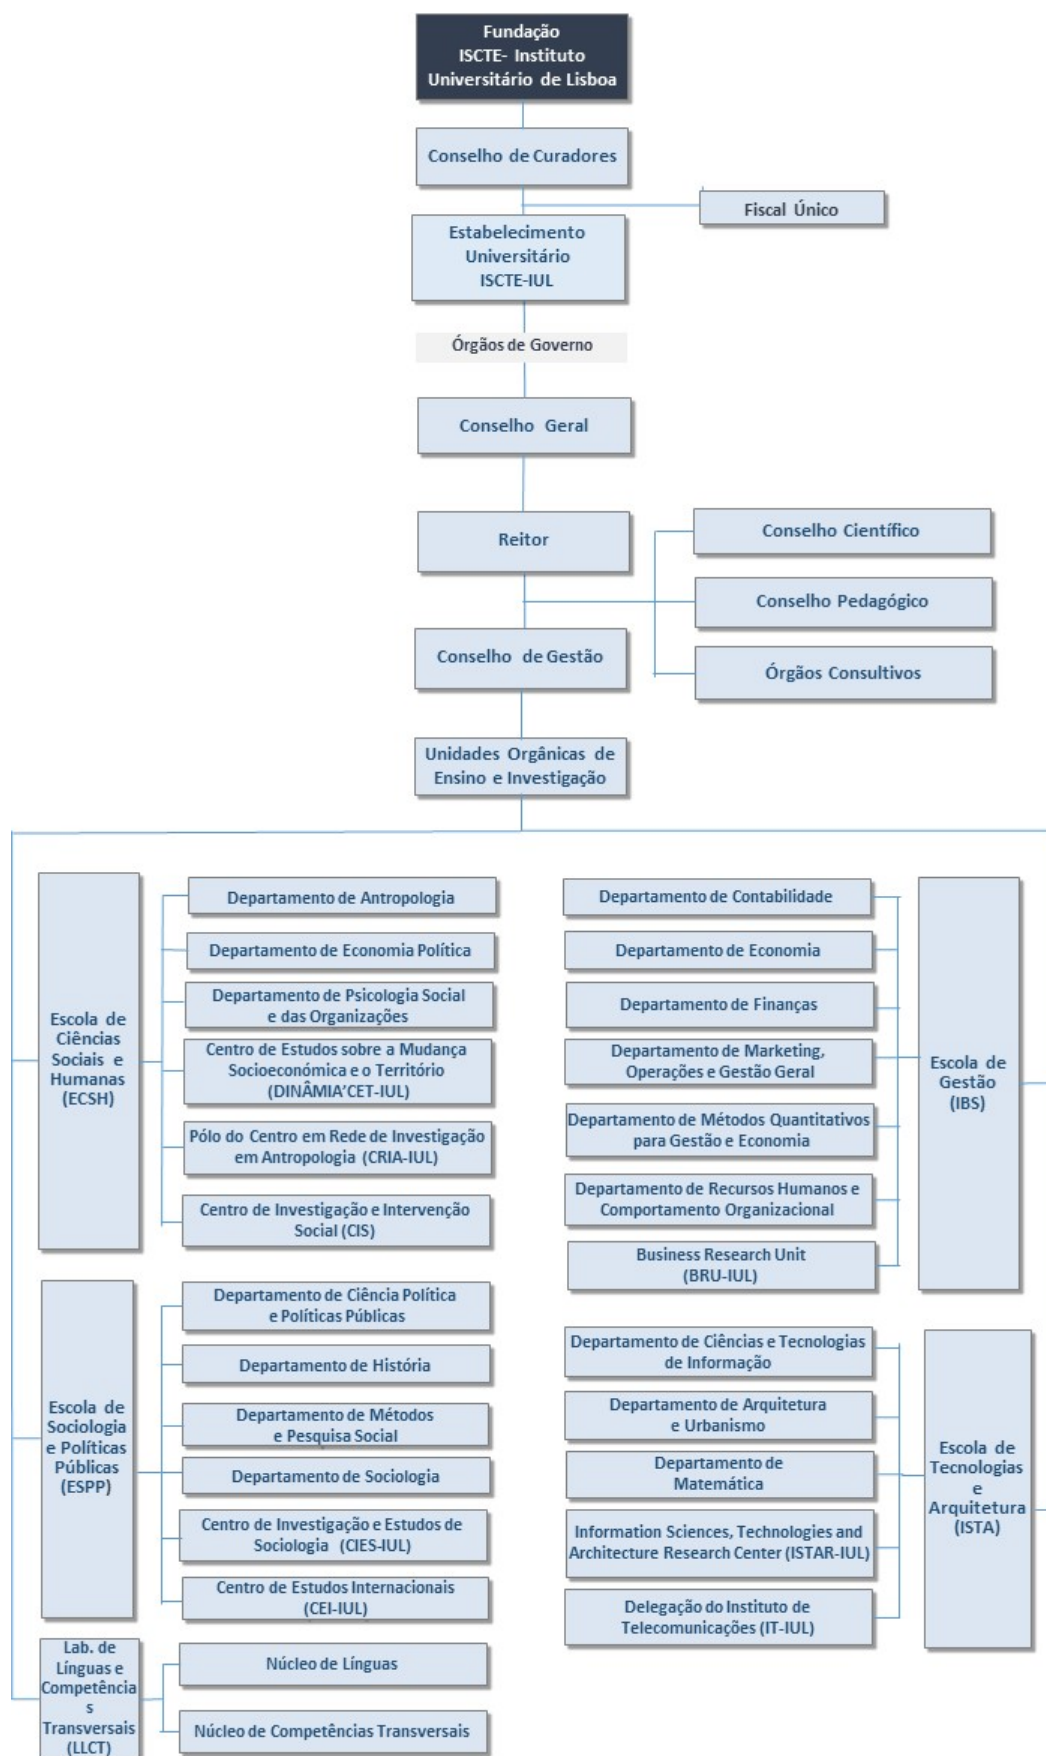 Fundação
ISCTE- Instituto
Universitário de Lisboa
Conselho de Curadores
Fiscal Único
Estabelecimento
Universitário
ISCTE-IUL
Órgãos de Governo
Conselho Geral
Reitor
Conselho Científico
Conselho Pedagógico
Conselho de Gestão
Órgãos Consultivos
Unidades Orgânicas de
Ensino e Investigação
Escola de
Ciências
Sociais e
Humanas
(ECSH)
Departamento de Antropologia
Departamento de Economia Política
Departamento de Psicologia Social
e das Organizações
Centro de Estudos sobre a Mudança
Socioeconómica e o Território
(DINÂMIA’CET-IUL)
Pólo do Centro em Rede de Investigação
em Antropologia (CRIA-IUL)
Centro de Investigação e Intervenção
Social (CIS)
Escola de
Sociologia
e Políticas
Públicas
(ESPP)
Departamento de Ciência Política
e Políticas Públicas
Departamento de História
Departamento de Métodos
e Pesquisa Social
Departamento de Sociologia
Centro de Investigação e Estudos de
Sociologia (CIES-IUL)
Centro de Estudos Internacionais
(CEI-IUL)
Lab. de
Línguas e
Competência
s
Transversais
(LLCT)
Núcleo de Línguas
Núcleo de Competências Transversais
Departamento de Contabilidade
Departamento de Economia
Departamento de Finanças
Departamento de Marketing,
Operações e Gestão Geral
Departamento de Métodos Quantitativos
para Gestão e Economia
Departamento de Recursos Humanos e
Comportamento Organizacional
Business Research Unit
(BRU-IUL)
Escola de
Gestão
(IBS)
Departamento de Ciências e Tecnologias
de Informação
Departamento de Arquitetura
e Urbanismo
Departamento de
Matemática
Information Sciences, Technologies and
Architecture Research Center (ISTAR-IUL)
Delegação do Instituto de
Telecomunicações (IT-IUL)
Escola de
Tecnologias
e
Arquitetura
(ISTA)